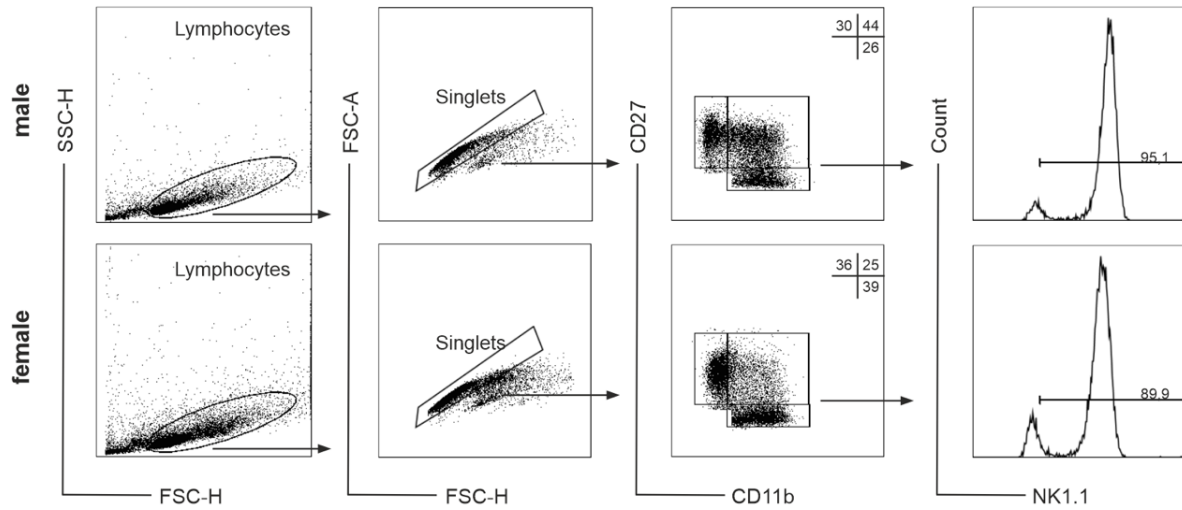 male
SSC-H
Lymphocytes
FSC-A
Singlets
CD27
30 44
26
Count
95.1
female
Lymphocytes
Singlets
36 25
39
89.9
FSC-H
FSC-H
CD11b
NK1.1